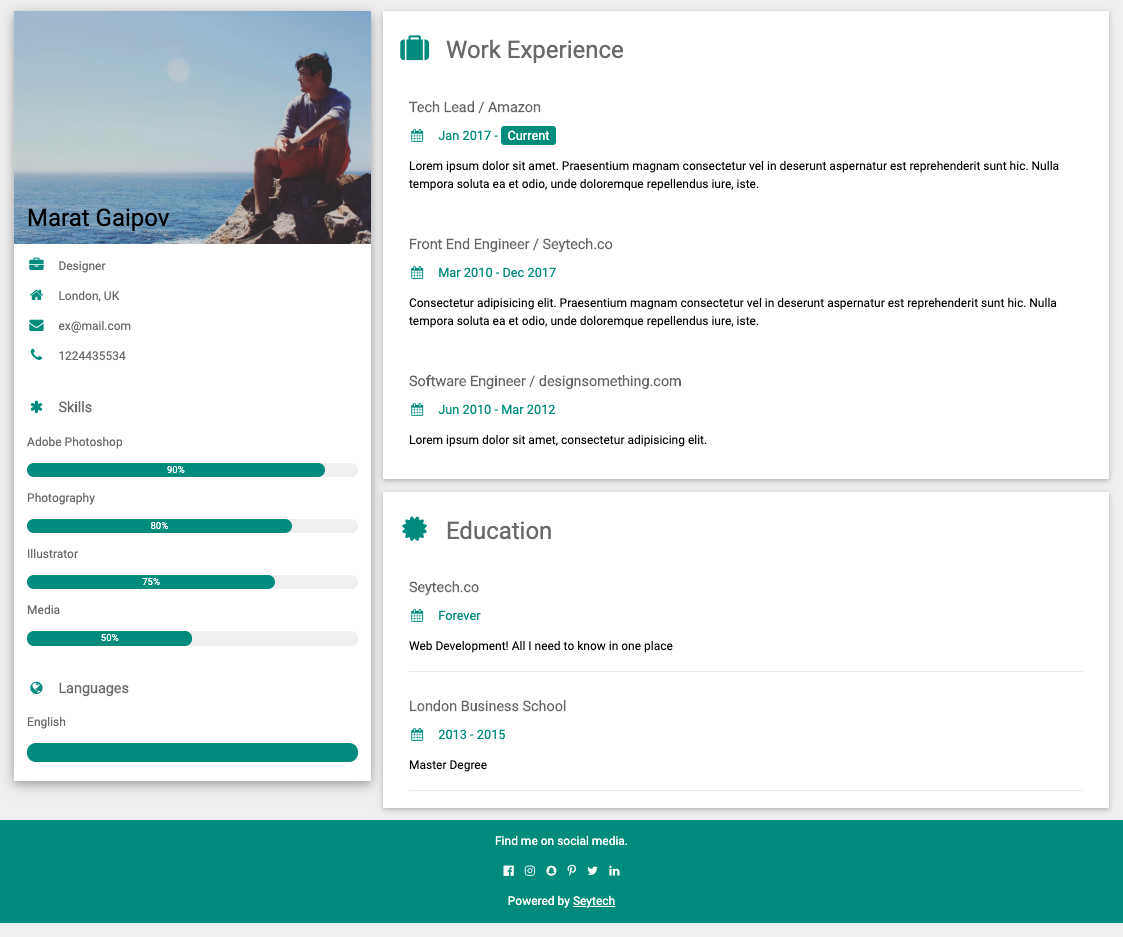 Marat Gaipov
Designer
London, UK
ex@mail.com
1224435534
Skills
Adobe Photoshop
90%
Photography
80%
Illustrator
75%
Media
50%
Languages
English
Work Experience
Tech Lead / Amazon
Jan 2017 - Current
Lorem ipsum dolor sit amet. Praesentium magnam consectetur vel in deserunt aspernatur est reprehenderit sunt hic. Nulla
tempora soluta ea et odio, unde doloremque repellendus iure, iste.
Front End Engineer / Seytech.co
Mar 2010 - Dec 2017
Consectetur adipisicing elit. Praesentium magnam consectetur vel in deserunt aspernatur est reprehenderit sunt hic. Nulla
tempora soluta ea et odio, unde doloremque repellendus iure, iste.
Software Engineer / designsomething.com
Jun 2010 - Mar 2012
Lorem ipsum dolor sit amet, consectetur adipisicing elit.
Education
Seytech.co
Forever
Web Development! All I need to know in one place
London Business School
2013 - 2015
Master Degree
Find me on social media.
Powered by Seytech